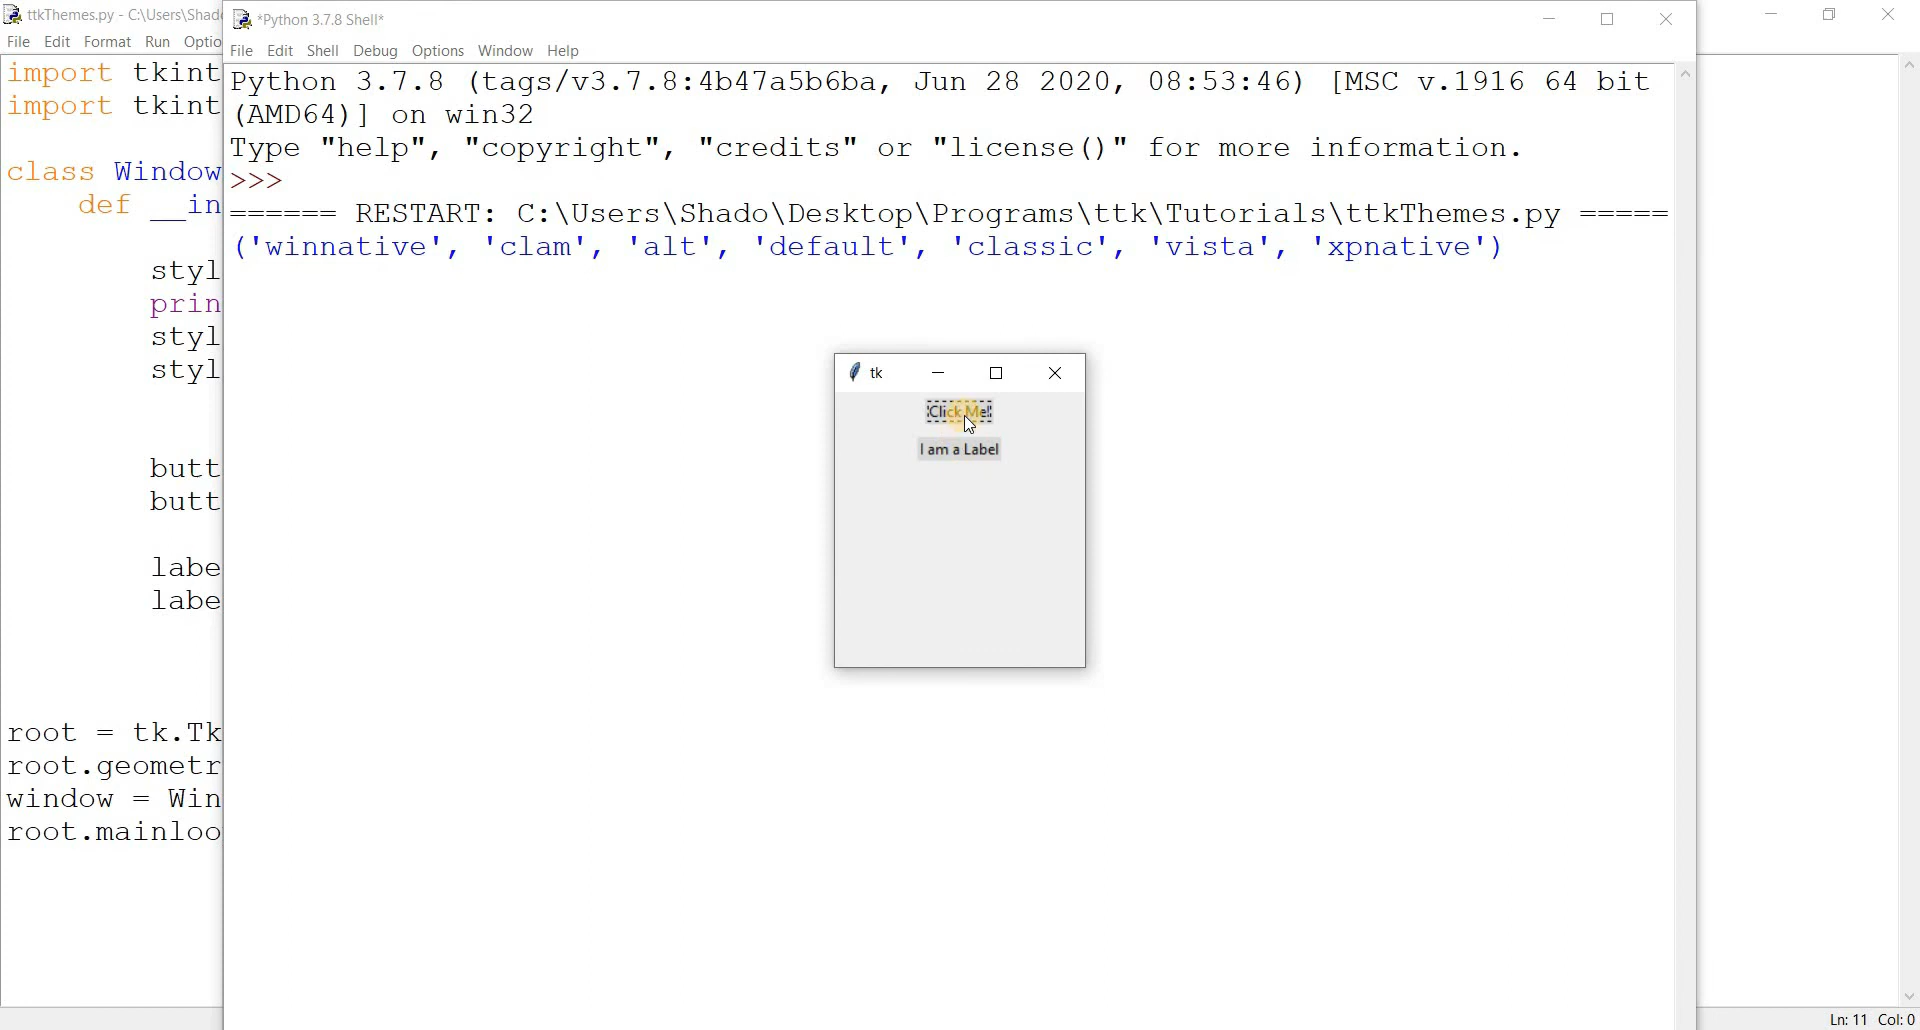 ttkThemes.py - C:\Users\Shado
File Edit Format Run Optio
import tkint
import tkint
class Window
def __in
styl
prin
styl
styl
butt
butt
labe
labe
root = tk.Tk
root.geometr
window = Win
root.mainloo
*Python 3.7.8 Shell*
File Edit Shell Debug Options Window Help
Python 3.7.8 (tags/v3.7.8:4b47a5b6ba, Jun 28 2020, 08:53:46) [MSC v.1916 64 bit
(AMD64)] on win32
Type "help", "copyright", "credits" or "license()" for more information.
>>>
====== RESTART: C:\Users\Shado\Desktop\Programs\ttk\Tutorials\ttkThemes.py =====
('winnative', 'clam', 'alt', 'default', 'classic', 'vista', 'xpnative')
tk
Click Me!
I am a Label
Ln: 11 Col: 0